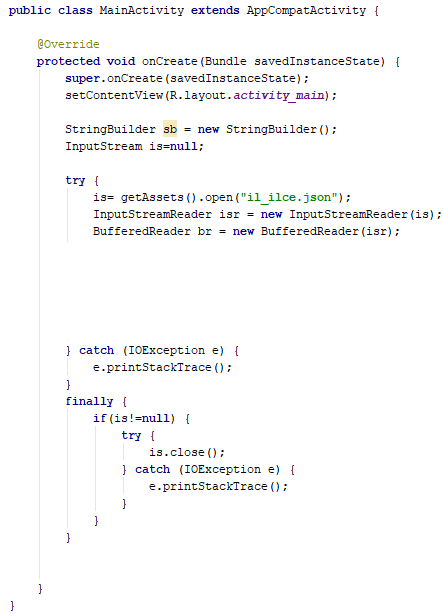 public class MainActivity extends AppCompatActivity {
@Override
protected void onCreate(Bundle savedInstanceState) {
super.onCreate(savedInstanceState);
setContentView(R.layout.activity_main);
StringBuilder sb = new StringBuilder();
InputStream is=null;
try {
is= getAssets().open("il_ilce.json");
InputStreamReader isr = new InputStreamReader(is);
BufferedReader br = new BufferedReader(isr);
} catch (IOException e) {
e.printStackTrace();
}
finally {
if(is!=null) {
try {
is.close();
} catch (IOException e) {
e.printStackTrace();
}
}
}
}
}